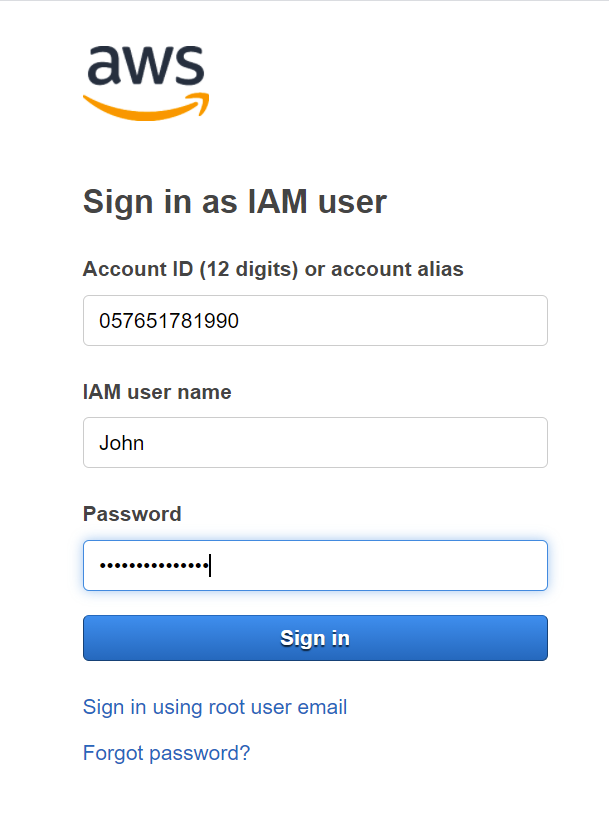 aws
Sign in as IAM user
Account ID (12 digits) or account alias
057651781990
IAM user name
John
Password
•••••••••••••••
Sign in
Sign in using root user email
Forgot password?